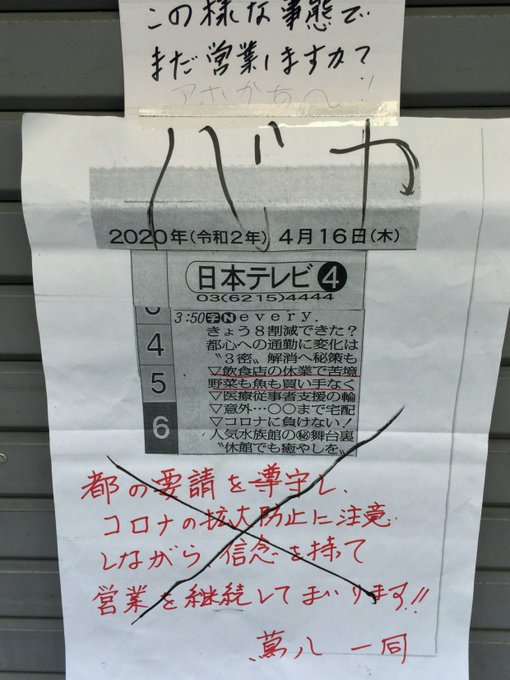 この様な事態で
まだ営業しますか?
アホかぁ〜!
バカ
2020年(令和2年) 4月16日(木)
日本テレビ4
03(6215)4444
3:50字N every.
きょう8割減できた?
都心への通勤に変化は
〝3密〟解消へ秘策も
4
▽飲食店の休業で苦境
5
野菜も魚も買い手なく
▽医療従事者支援の輪
▽意外…○○まで宅配
6
▽コロナに負けない!
人気水族館の㊙舞台裏
〝休館でも癒やしを〟
都の要請を遵守し、
コロナの拡大防止に注意
しながら、信念を持て
営業を継続してまいります!!
萬八 一同